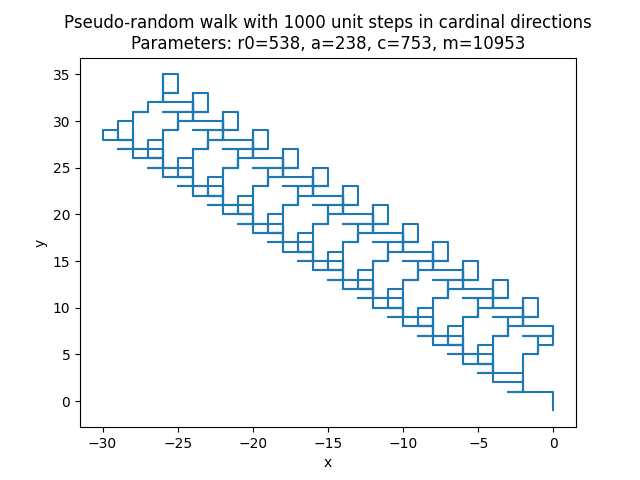 Pseudo-random walk with 1000 unit steps in cardinal directions
Parameters: r0=538, a=238, c=753, m=10953
35
30
25
20
15
10
5
0
y
−30 −25 −20 −15 −10 −5 0
x